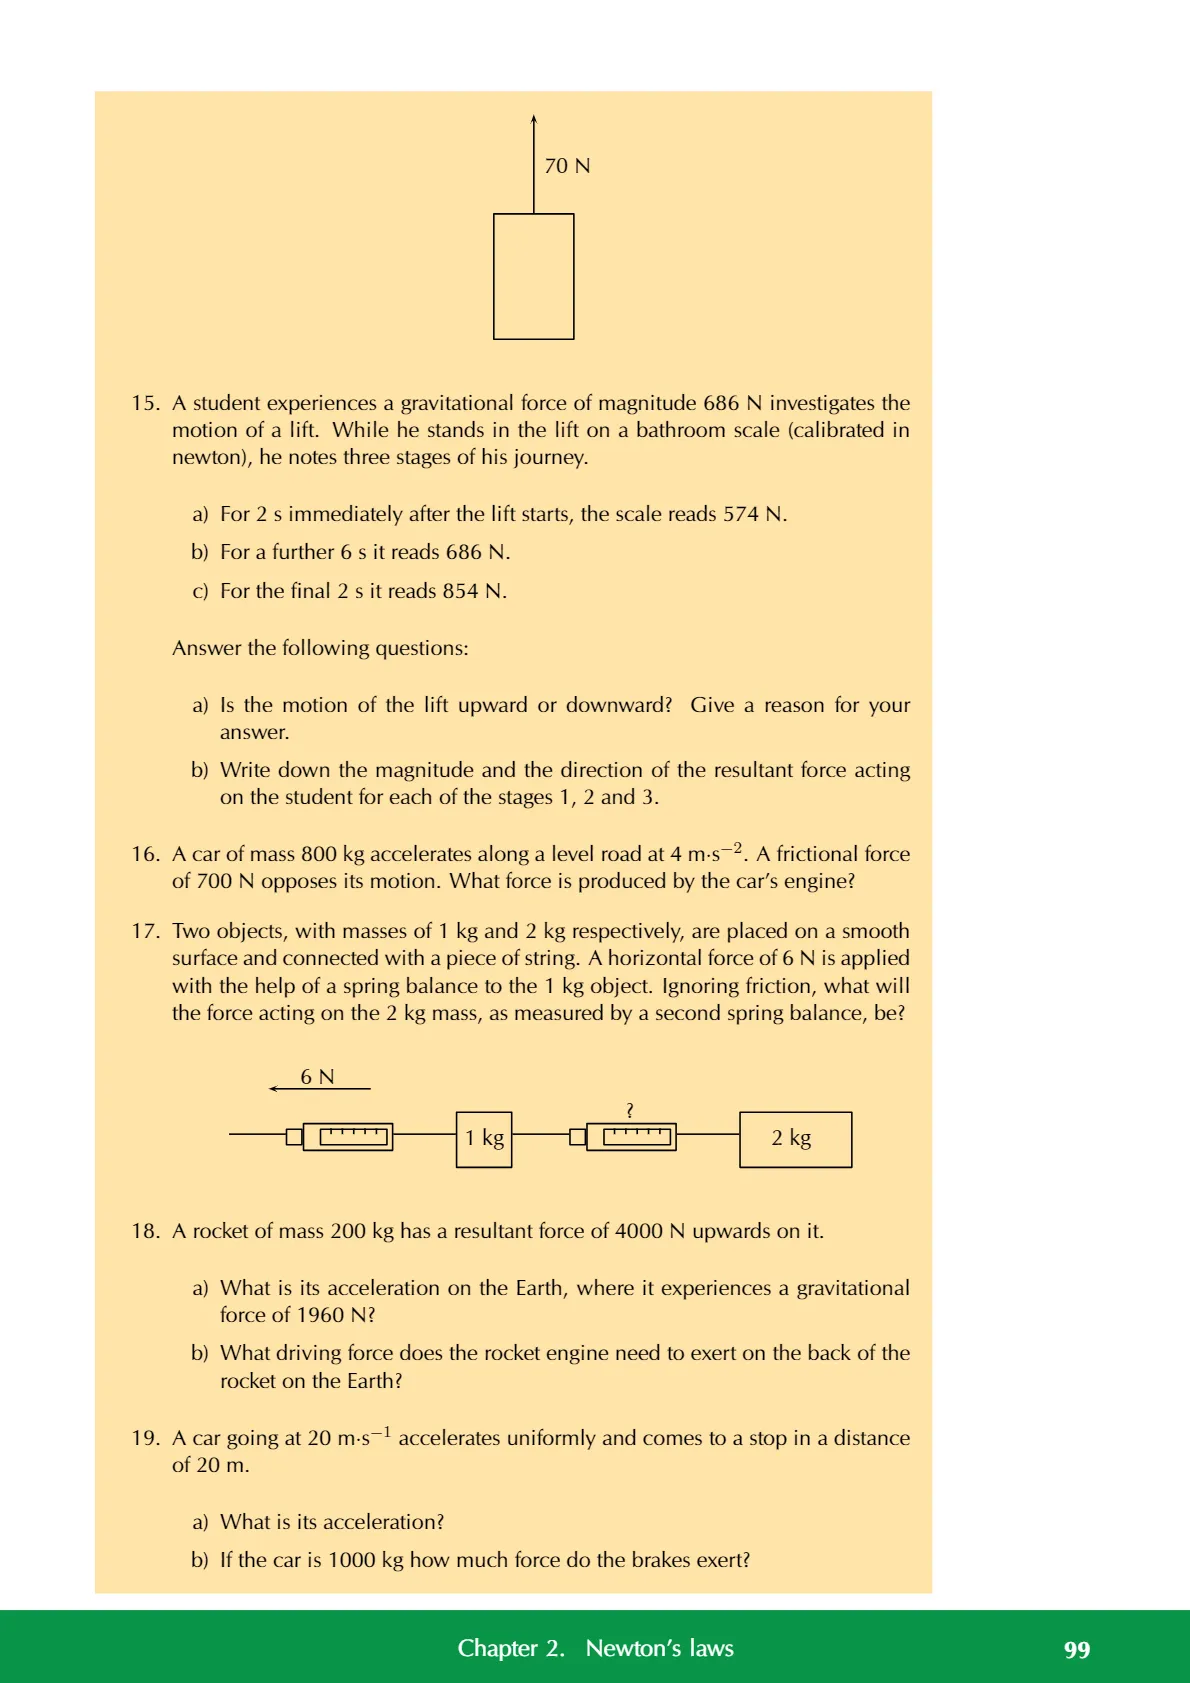 70 N
15. A student experiences a gravitational force of magnitude 686 N investigates the
motion of a lift. While he stands in the lift on a bathroom scale (calibrated in
newton), he notes three stages of his journey.
a) For 2 s immediately after the lift starts, the scale reads 574 N.
b) For a further 6 s it reads 686 N.
c) For the final 2 s it reads 854 N.
Answer the following questions:
a) Is the motion of the lift upward or downward? Give a reason for your
answer.
b) Write down the magnitude and the direction of the resultant force acting
on the student for each of the stages 1, 2 and 3.
16. A car of mass 800 kg accelerates along a level road at 4 m·s⁻². A frictional force
of 700 N opposes its motion. What force is produced by the car’s engine?
17. Two objects, with masses of 1 kg and 2 kg respectively, are placed on a smooth
surface and connected with a piece of string. A horizontal force of 6 N is applied
with the help of a spring balance to the 1 kg object. Ignoring friction, what will
the force acting on the 2 kg mass, as measured by a second spring balance, be?
6 N
?
1 kg
2 kg
18. A rocket of mass 200 kg has a resultant force of 4000 N upwards on it.
a) What is its acceleration on the Earth, where it experiences a gravitational
force of 1960 N?
b) What driving force does the rocket engine need to exert on the back of the
rocket on the Earth?
19. A car going at 20 m·s⁻¹ accelerates uniformly and comes to a stop in a distance
of 20 m.
a) What is its acceleration?
b) If the car is 1000 kg how much force do the brakes exert?
Chapter 2. Newton’s laws
99